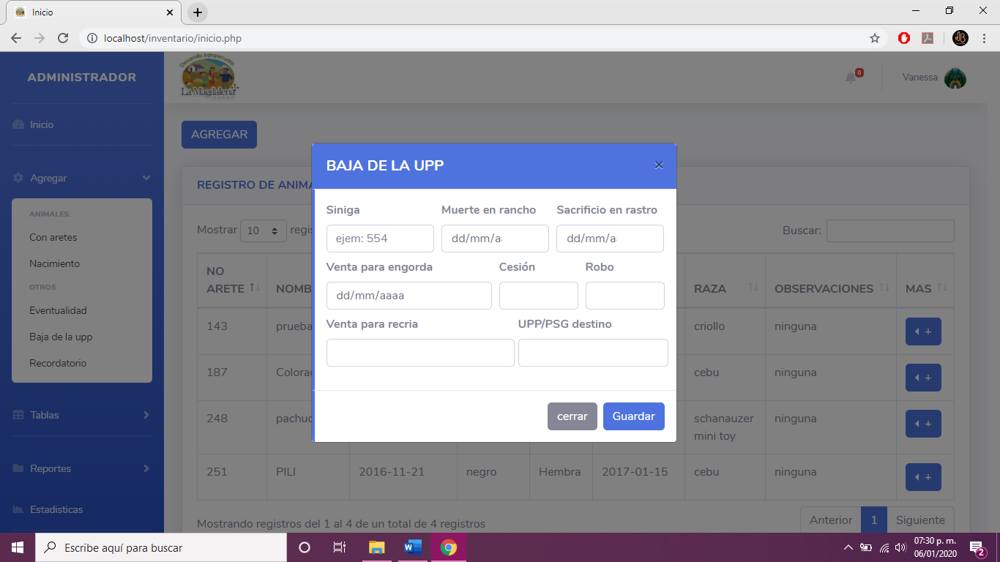 Inicio
localhost/inventario/inicio.php
ADMINISTRADOR
Desarrollo Agropecuario
La Magdalena
0
Vanessa
Inicio
AGREGAR
Agregar
ANIMALES:
Con aretes
Nacimiento
OTROS
Eventualidad
Baja de la upp
Recordatorio
Tablas
Reportes
Estadisticas
REGISTRO DE ANIMA
Mostrar 10 regis
Buscar:
NO ARETE NOMB RAZA OBSERVACIONES MAS
143 prueba criollo ninguna +
187 Colorac cebu ninguna +
248 pachuc schanauzer mini toy ninguna +
251 PILI 2016-11-21 negro Hembra 2017-01-15 cebu ninguna +
Mostrando registros del 1 al 4 de un total de 4 registros
Anterior 1 Siguiente
BAJA DE LA UPP ×
Siniga Muerte en rancho Sacrificio en rastro
ejem: 554 dd/mm/a dd/mm/a
Venta para engorda Cesión Robo
dd/mm/aaaa
Venta para recria UPP/PSG destino
cerrar Guardar
Escribe aquí para buscar
07:30 p. m.
06/01/2020
2